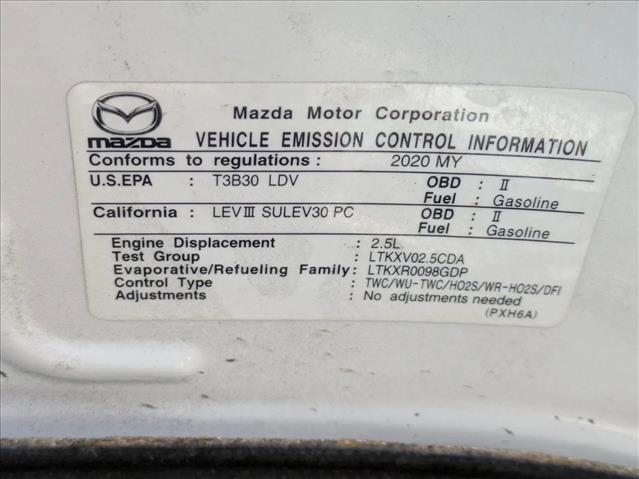 Mazda Motor Corporation
mazda VEHICLE EMISSION CONTROL INFORMATION
Conforms to regulations : 2020 MY
U.S.EPA : T3B30 LDV OBD : II
Fuel : Gasoline
California : LEVIII SULEV30 PC OBD : II
Fuel : Gasoline
Engine Displacement : 2.5L
Test Group : LTKXV02.5CDA
Evaporative/Refueling Family: LTKXR0098GDP
Control Type : TWC/WU-TWC/HO2S/WR-HO2S/DFI
Adjustments : No adjustments needed
(PXH6A)